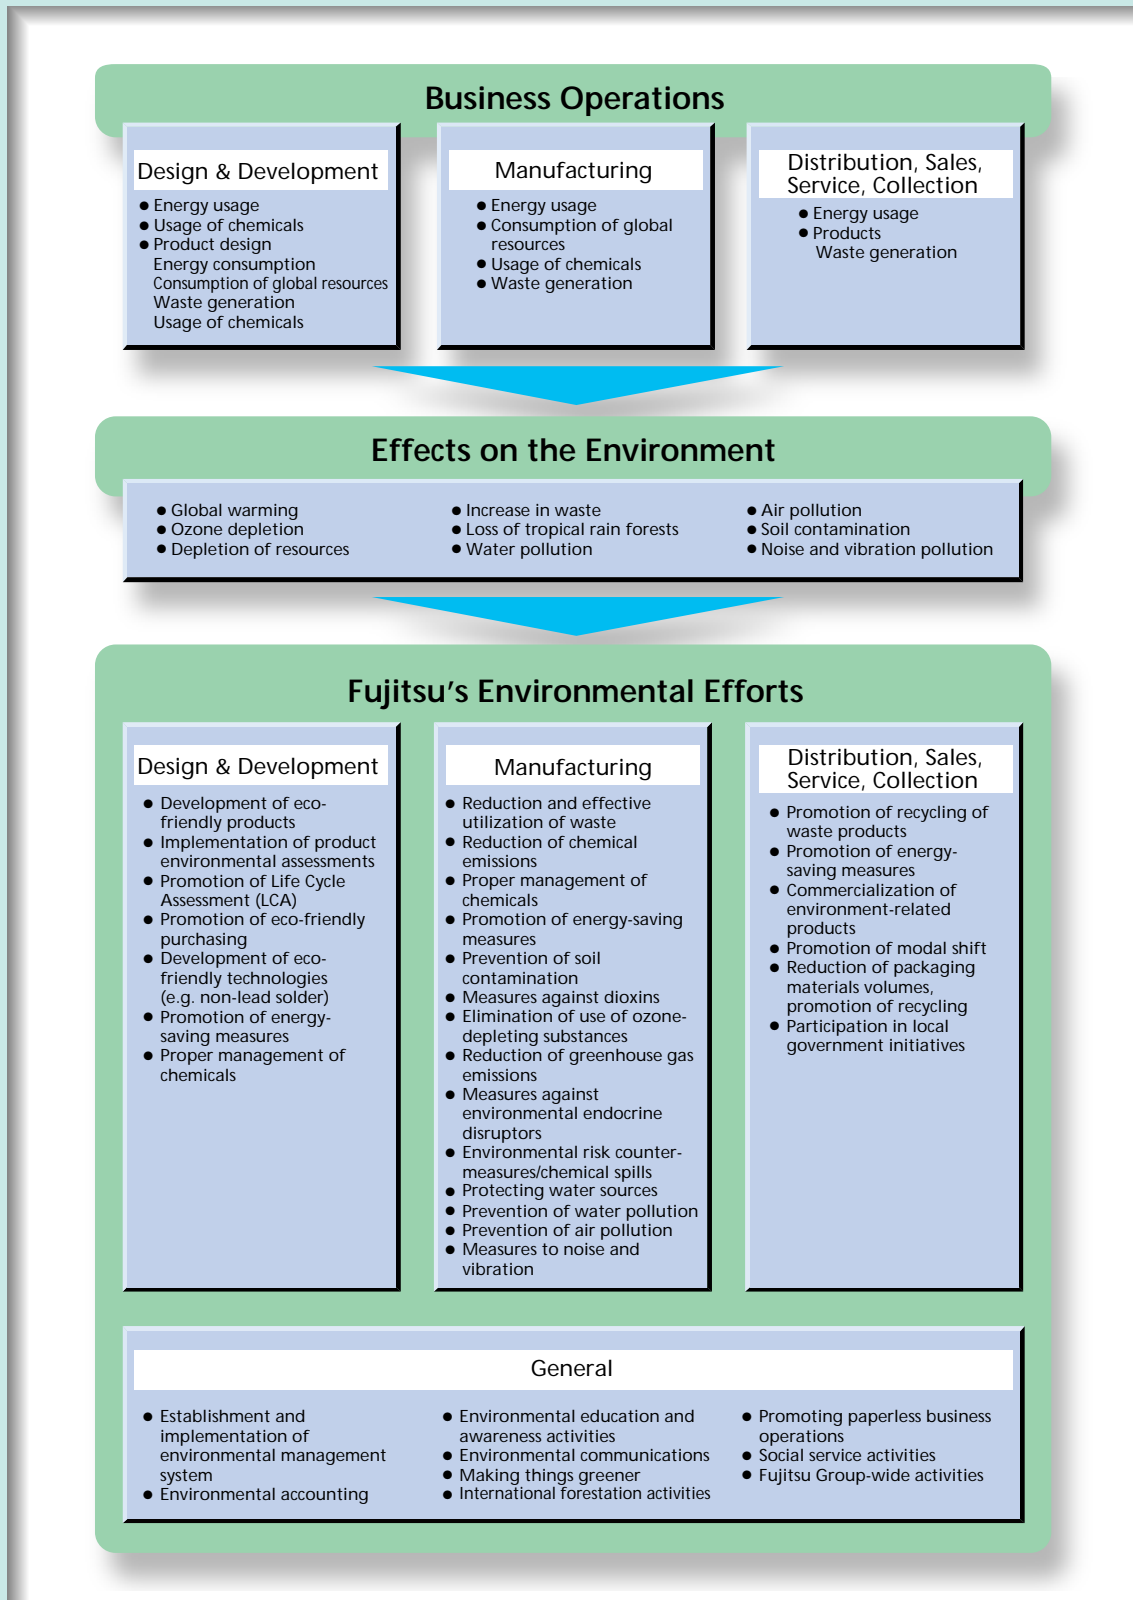 Business Operations
Design & Development
● Energy usage
● Usage of chemicals
● Product design
Energy consumption
Consumption of global resources
Waste generation
Usage of chemicals
Manufacturing
● Energy usage
● Consumption of global
resources
● Usage of chemicals
● Waste generation
Distribution, Sales,
Service, Collection
● Energy usage
● Products
Waste generation
Effects on the Environment
● Global warming
● Ozone depletion
● Depletion of resources
● Increase in waste
● Loss of tropical rain forests
● Water pollution
● Air pollution
● Soil contamination
● Noise and vibration pollution
Fujitsu's Environmental Efforts
Design & Development
● Development of eco-
friendly products
● Implementation of product
environmental assessments
● Promotion of Life Cycle
Assessment (LCA)
● Promotion of eco-friendly
purchasing
● Development of eco-
friendly technologies
(e.g. non-lead solder)
● Promotion of energy-
saving measures
● Proper management of
chemicals
Manufacturing
● Reduction and effective
utilization of waste
● Reduction of chemical
emissions
● Proper management of
chemicals
● Promotion of energy-saving
measures
● Prevention of soil
contamination
● Measures against dioxins
● Elimination of use of ozone-
depleting substances
● Reduction of greenhouse gas
emissions
● Measures against
environmental endocrine
disruptors
● Environmental risk counter-
measures/chemical spills
● Protecting water sources
● Prevention of water pollution
● Prevention of air pollution
● Measures to noise and
vibration
Distribution, Sales,
Service, Collection
● Promotion of recycling of
waste products
● Promotion of energy-
saving measures
● Commercialization of
environment-related
products
● Promotion of modal shift
● Reduction of packaging
materials volumes,
promotion of recycling
● Participation in local
government initiatives
General
● Establishment and
implementation of
environmental management
system
● Environmental accounting
● Environmental education and
awareness activities
● Environmental communications
● Making things greener
● International forestation activities
● Promoting paperless business
operations
● Social service activities
● Fujitsu Group-wide activities